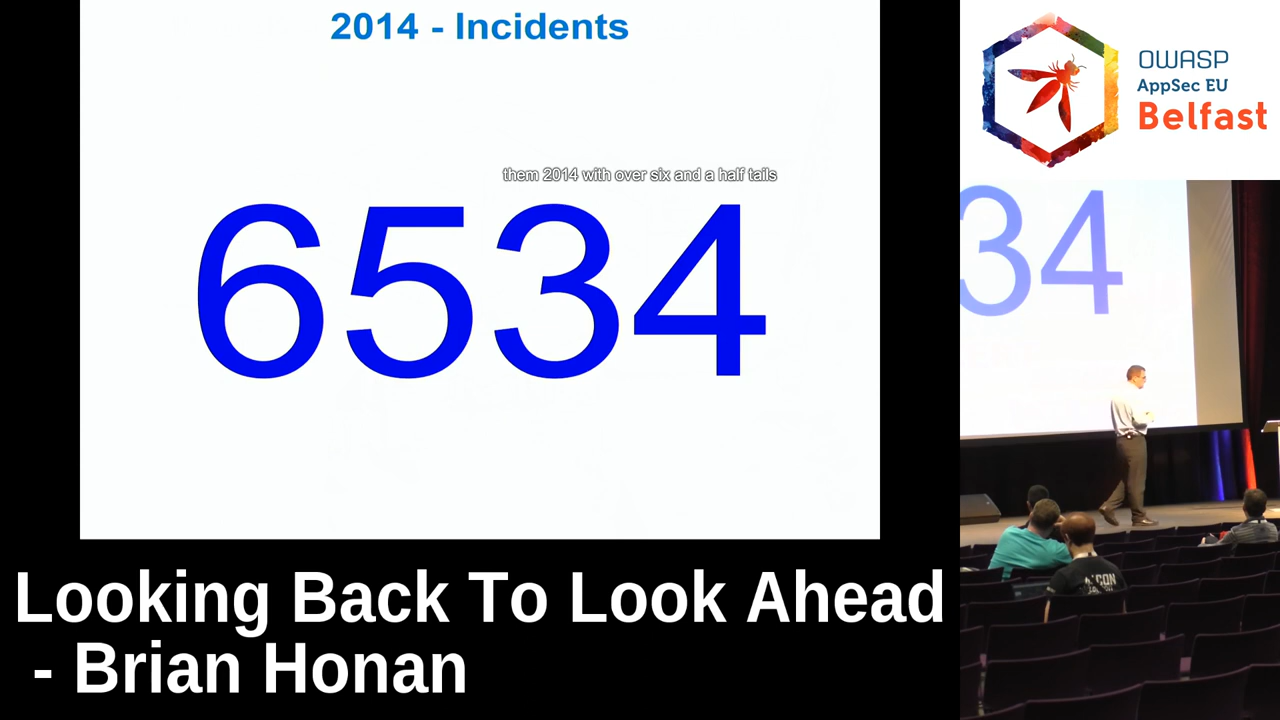 2014 - Incidents
them 2014 with over six and a half tails
6534
OWASP
AppSec EU
Belfast
34
Looking Back To Look Ahead
- Brian Honan